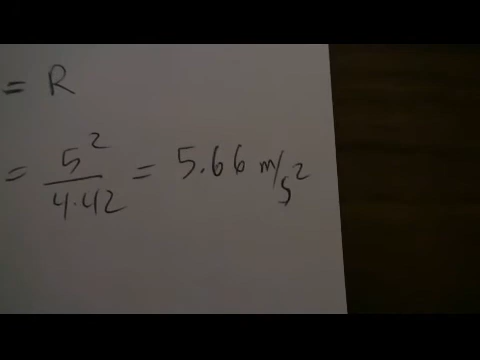 = R
= 5² / 4.42 = 5.66 m/s²